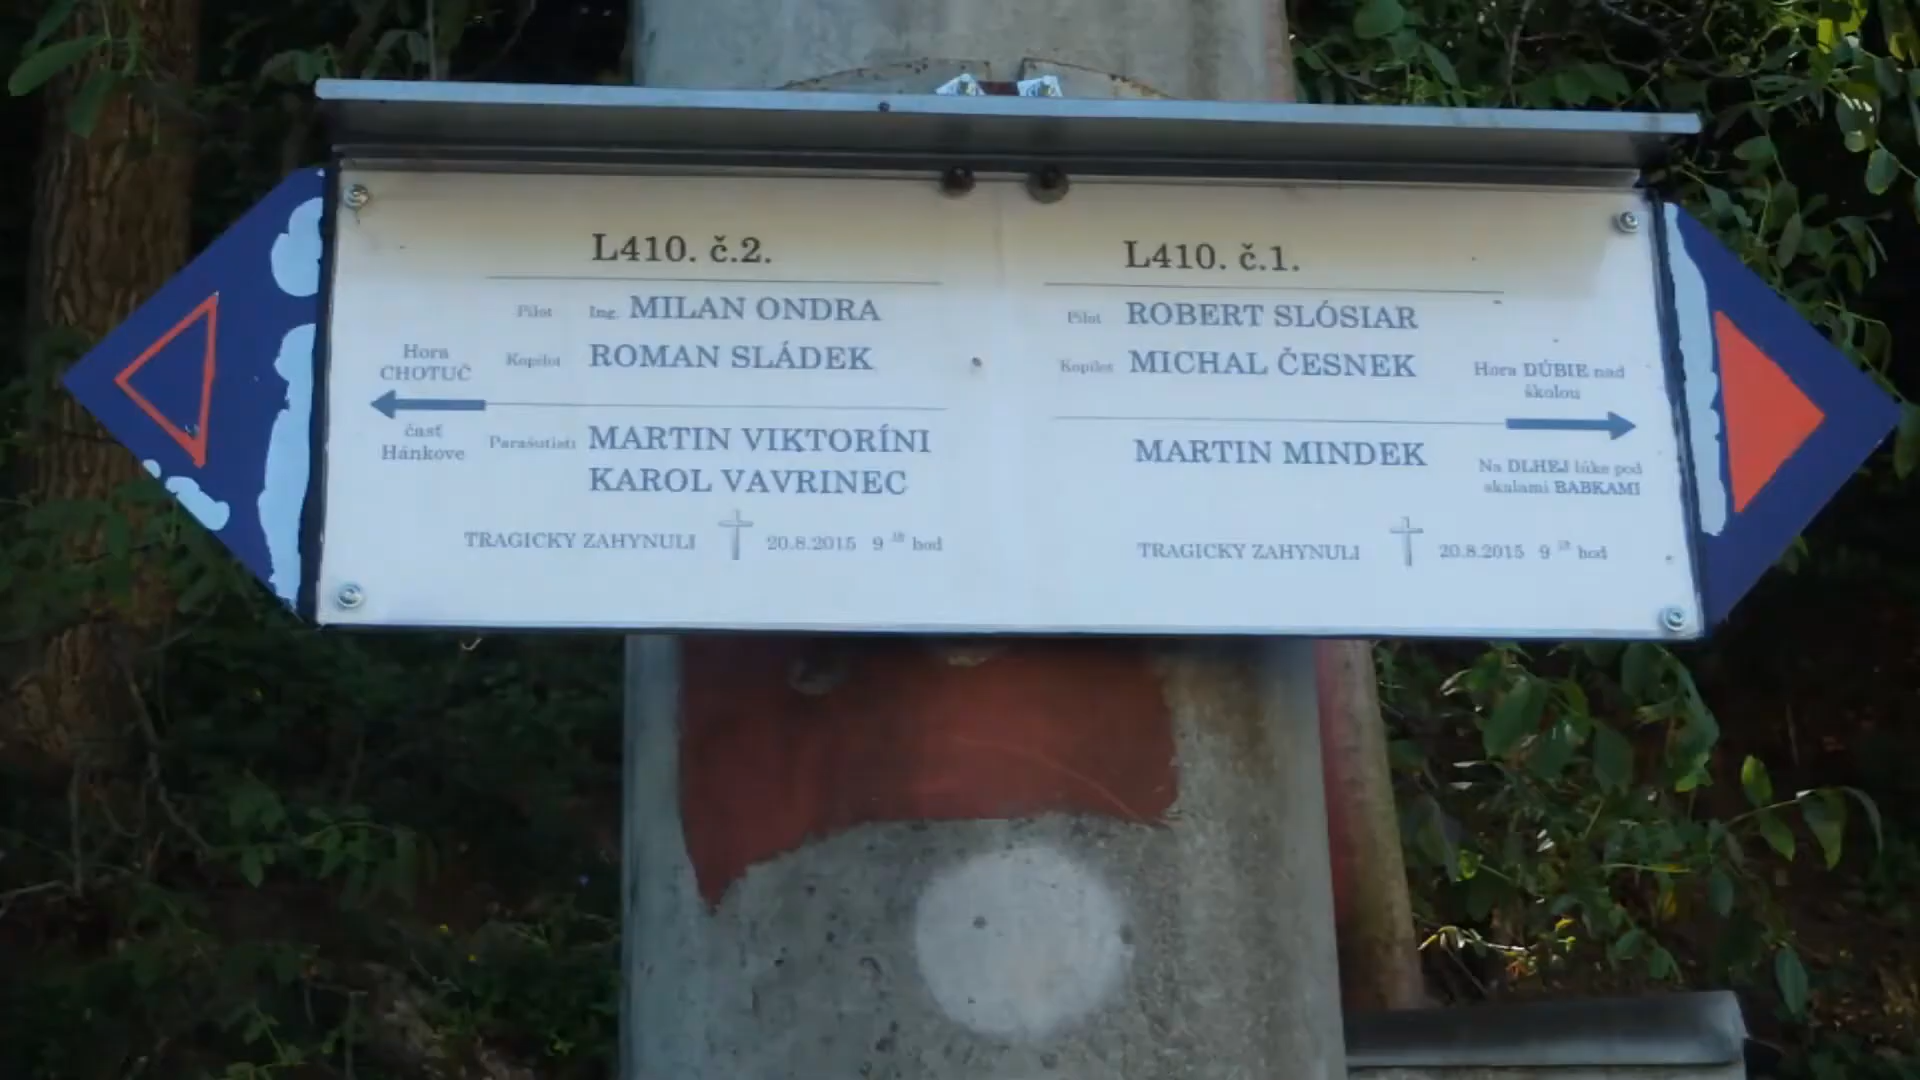 L410. č.2.
Pilot Ing. MILAN ONDRA
Kopilot ROMAN SLÁDEK
Hora
CHOTUČ
časť
Hánkove
Parašutisti MARTIN VIKTORÍNI
KAROL VAVRINEC
TRAGICKY ZAHYNULI 20.8.2015 9 hod
L410. č.1.
Pilot ROBERT SLÓSIAR
Kopilot MICHAL ČESNEK
Hora DÚBIE nad
školou
MARTIN MINDEK
Na DLHEJ lúke pod
skalami BABKAMI
TRAGICKY ZAHYNULI 20.8.2015 9 hod